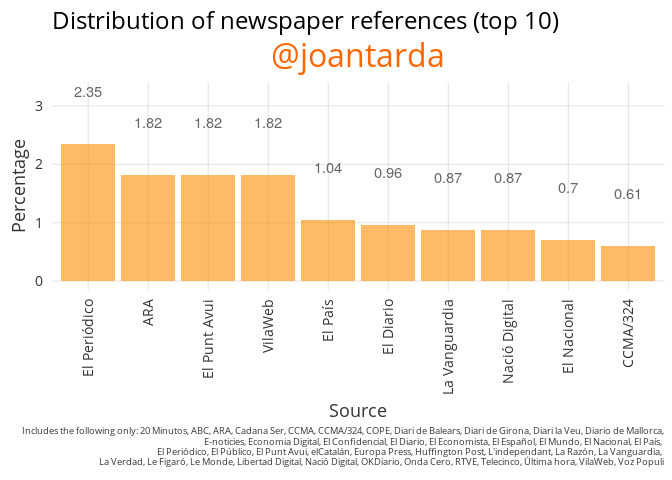 Distribution of newspaper references (top 10)
@joantarda
2.35
1.82
1.82
1.82
1.04
0.96
0.87
0.87
0.7
0.61
Percentage
3
2
1
0
El Periódico
ARA
El Punt Avui
VilaWeb
El País
El Diario
La Vanguardia
Nació Digital
El Nacional
CCMA/324
Source
Includes the following only: 20 Minutos, ABC, ARA, Cadana Ser, CCMA, CCMA/324, COPE, Diari de Balears, Diari de Girona, Diari la Veu, Diario de Mallorca,
E-noticies, Economia Digital, El Confidencial, El Diario, El Economista, El Español, El Mundo, El Nacional, El País,
El Periódico, El Público, El Punt Avui, elCatalán, Europa Press, Huffington Post, L'independant, La Razón, La Vanguardia,
La Verdad, Le Figaró, Le Monde, Libertad Digital, Nació Digital, OKDiario, Onda Cero, RTVE, Telecinco, Última hora, VilaWeb, Voz Populi